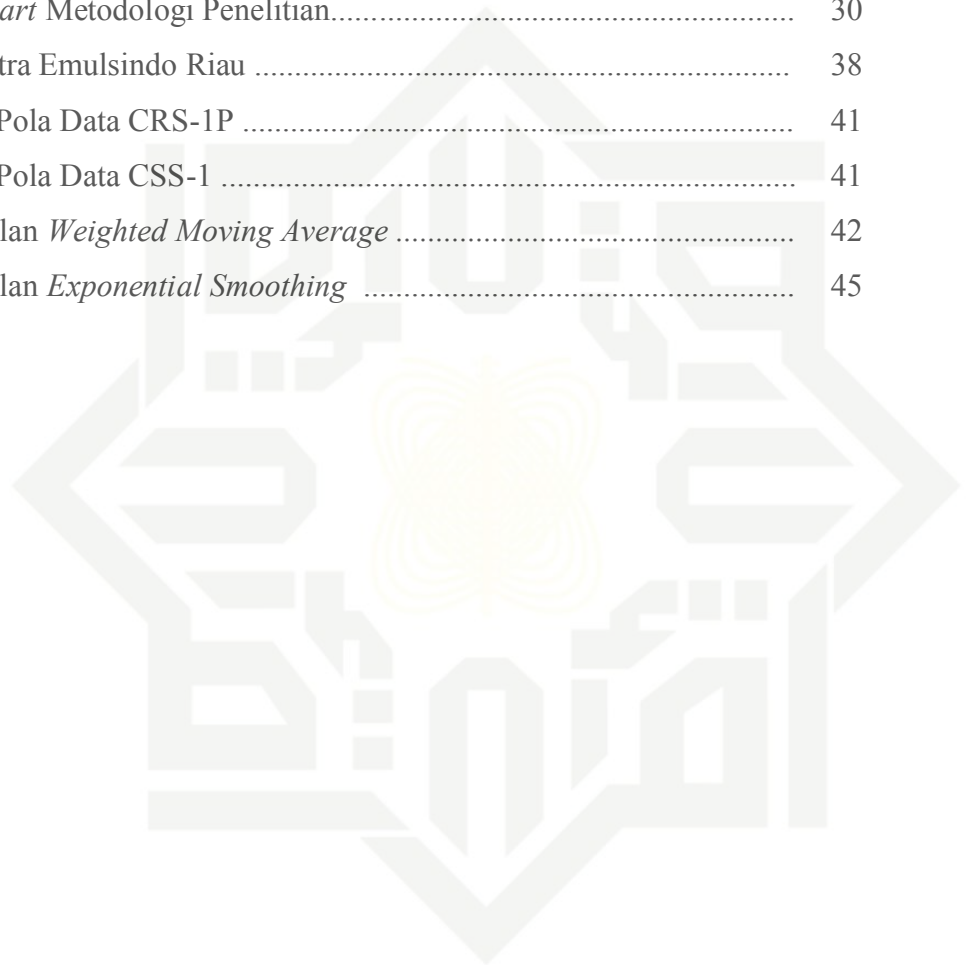 art Metodologi Penelitian............................................................... 30
tra Emulsindo Riau ......................................................................... 38
Pola Data CRS-1P ........................................................................... 41
Pola Data CSS-1 .............................................................................. 41
lan Weighted Moving Average ...................................................... 42
lan Exponential Smoothing .......................................................... 45